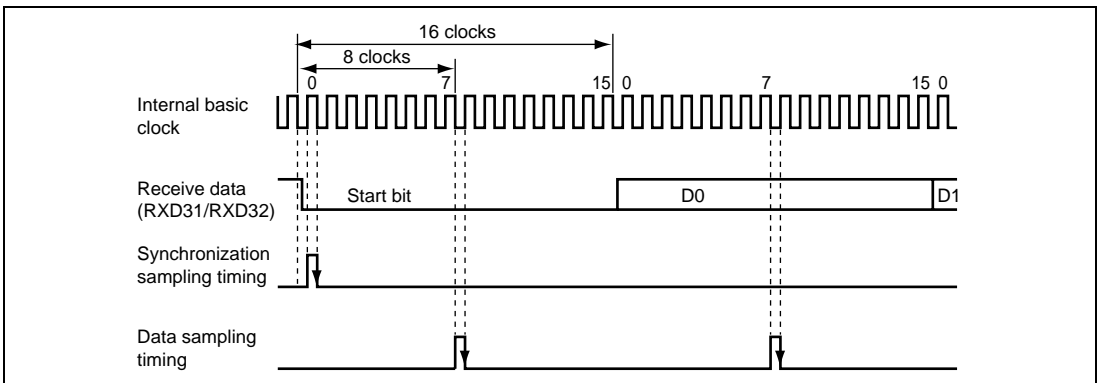 16 clocks
8 clocks
0 7 15 0 7 15 0
Internal basic
clock
Receive data
(RXD31/RXD32)
Start bit D0 D1
Synchronization
sampling timing
Data sampling
timing